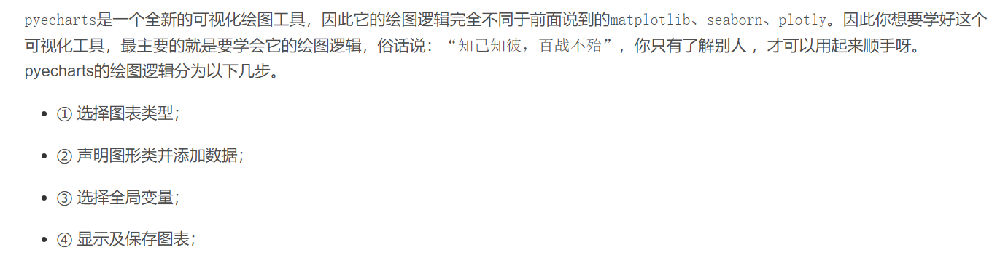 pyecharts是一个全新的可视化绘图工具，因此它的绘图逻辑完全不同于前面说到的matplotlib、seaborn、plotly。因此你想要学好这个
可视化工具，最主要的就是要学会它的绘图逻辑，俗话说：“知己知彼，百战不殆”，你只有了解别人 ，才可以用起来顺手呀。
pyecharts的绘图逻辑分为以下几步。
• ① 选择图表类型；
• ② 声明图形类并添加数据；
• ③ 选择全局变量；
• ④ 显示及保存图表；